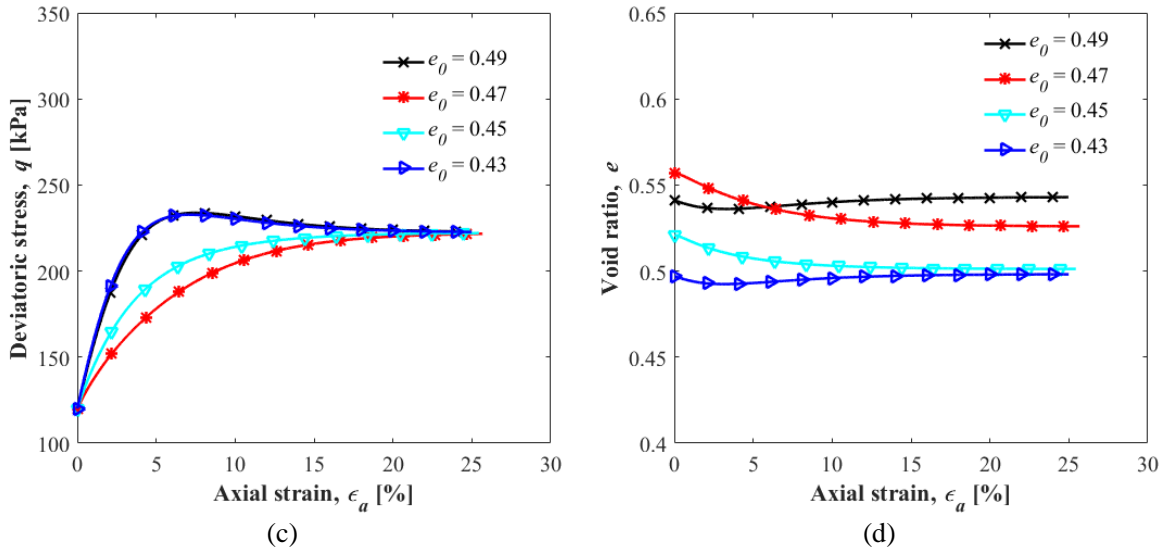 350
300
250
200
150
100
0 5 10 15 20 25 30
Deviatoric stress, q [kPa]
Axial strain, ϵₐ [%]
e₀ = 0.49
e₀ = 0.47
e₀ = 0.45
e₀ = 0.43
(c)
0.65
0.6
0.55
0.5
0.45
0.4
0 5 10 15 20 25 30
Void ratio, e
Axial strain, ϵₐ [%]
e₀ = 0.49
e₀ = 0.47
e₀ = 0.45
e₀ = 0.43
(d)